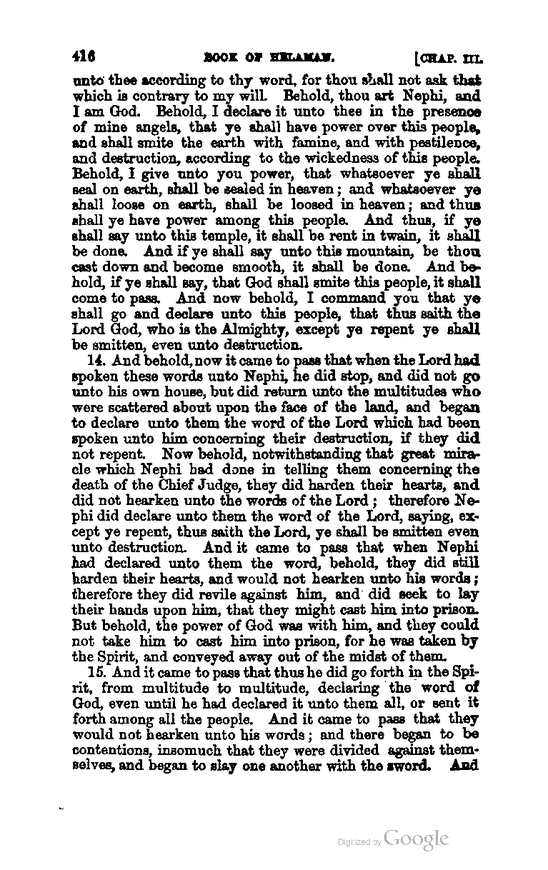 416 BOOK OF HELAMAN. [CHAP. III.
unto thee according to thy word, for thou shall not ask that
which is contrary to my will. Behold, thou art Nephi, and
I am God. Behold, I declare it unto thee in the presence
of mine angels, that ye shall have power over this people,
and shall smite the earth with famine, and with pestilence,
and destruction, according to the wickedness of this people.
Behold, I give unto you power, that whatsoever ye shall
seal on earth, shall be sealed in heaven; and whatsoever ye
shall loose on earth, shall be loosed in heaven; and thus
shall ye have power among this people. And thus, if ye
shall say unto this temple, it shall be rent in twain, it shall
be done. And if ye shall say unto this mountain, be thou
cast down and become smooth, it shall be done. And be-
hold, if ye shall say, that God shall smite this people, it shall
come to pass. And now behold, I command you that ye
shall go and declare unto this people, that thus saith the
Lord God, who is the Almighty, except ye repent ye shall
be smitten, even unto destruction.
14. And behold, now it came to pass that when the Lord had
spoken these words unto Nephi, he did stop, and did not go
unto his own house, but did return unto the multitudes who
were scattered about upon the face of the land, and began
to declare unto them the word of the Lord which had been
spoken unto him concerning their destruction, if they did
not repent. Now behold, notwithstanding that great mira-
cle which Nephi had done in telling them concerning the
death of the Chief Judge, they did harden their hearts, and
did not hearken unto the words of the Lord; therefore Ne-
phi did declare unto them the word of the Lord, saying, ex-
cept ye repent, thus saith the Lord, ye shall be smitten even
unto destruction. And it came to pass that when Nephi
had declared unto them the word, behold, they did still
harden their hearts, and would not hearken unto his words;
therefore they did revile against him, and did seek to lay
their hands upon him, that they might cast him into prison.
But behold, the power of God was with him, and they could
not take him to cast him into prison, for he was taken by
the Spirit, and conveyed away out of the midst of them.
15. And it came to pass that thus he did go forth in the Spi-
rit, from multitude to multitude, declaring the word of
God, even until he had declared it unto them all, or sent it
forth among all the people. And it came to pass that they
would not hearken unto his words; and there began to be
contentions, insomuch that they were divided against them-
selves, and began to slay one another with the sword. And
Digitized by Google